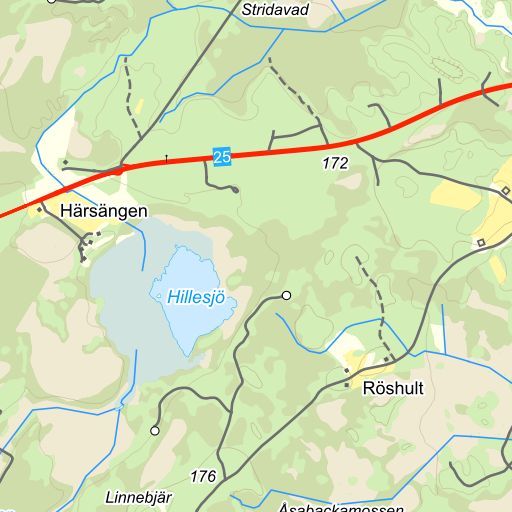 Stridavad
25
172
Härsängen
Hillesjö
Röshult
176
Linnebjär
Åsabackamossen